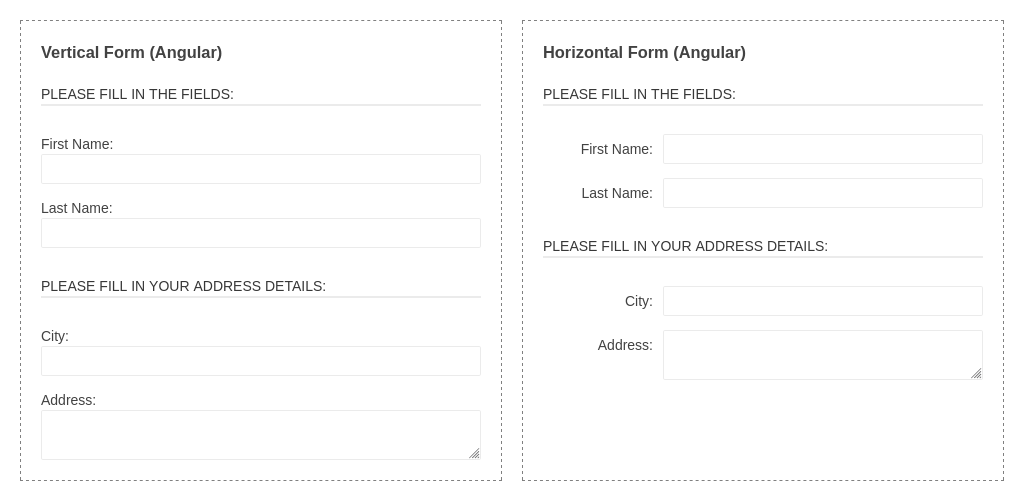 Vertical Form (Angular)
PLEASE FILL IN THE FIELDS:
First Name:
Last Name:
PLEASE FILL IN YOUR ADDRESS DETAILS:
City:
Address:
Horizontal Form (Angular)
PLEASE FILL IN THE FIELDS:
First Name:
Last Name:
PLEASE FILL IN YOUR ADDRESS DETAILS:
City:
Address: